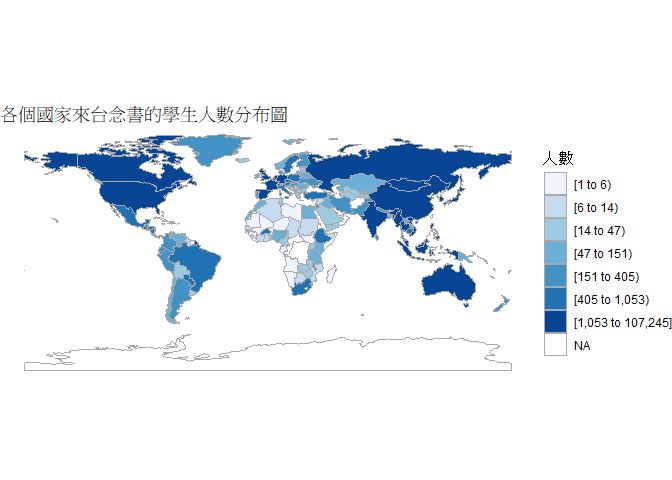 各個國家來台念書的學生人數分布圖
人數
[1 to 6)
[6 to 14)
[14 to 47)
[47 to 151)
[151 to 405)
[405 to 1,053)
[1,053 to 107,245]
NA